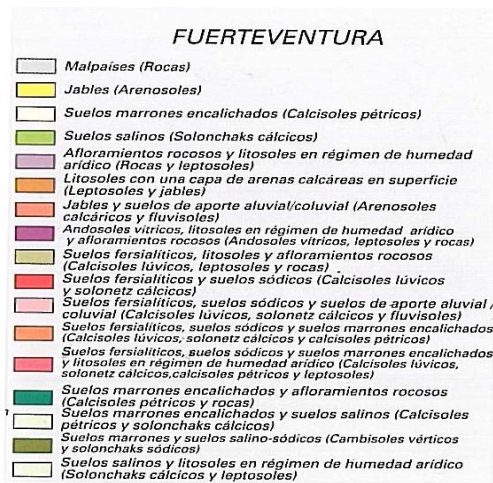 FUERTEVENTURA
Malpaíses (Rocas)
Jables (Arenosoles)
Suelos marrones encalichados (Calcisoles pétricos)
Suelos salinos (Solonchaks cálcicos)
Afloramientos rocosos y litosoles en régimen de humedad
arídico (Rocas y leptosoles)
Litosoles con una capa de arenas calcáreas en superficie
(Leptosoles y jables)
Jables y suelos de aporte aluvial/coluvial (Arenosoles
calcáricos y fluvisoles)
Andosoles vítricos, litosoles en régimen de humedad arídico
y afloramientos rocosos (Andosoles vítricos, leptosoles y rocas)
Suelos fersialíticos, litosoles y afloramientos rocosos
(Calcisoles lúvicos, leptosoles y rocas)
Suelos fersialíticos y suelos sódicos (Calcisoles lúvicos
y solonetz cálcicos)
Suelos fersialíticos, suelos sódicos y suelos de aporte aluvial /
coluvial (Calcisoles lúvicos, solonetz cálcicos y fluvisoles)
Suelos fersialíticos, suelos sódicos y suelos marrones encalichados
(Calcisoles lúvicos, solonetz cálcicos y calcisoles pétricos)
Suelos fersialíticos, suelos sódicos y suelos marrones encalichados
y litosoles en régimen de humedad arídico (Calcisoles lúvicos,
solonetz cálcicos,calcisoles pétricos y leptosoles)
Suelos marrones encalichados y afloramientos rocosos
(Calcisoles pétricos y rocas)
Suelos marrones encalichados y suelos salinos (Calcisoles
pétricos y solonchaks cálcicos)
Suelos marrones y suelos salino-sódicos (Cambisoles vérticos
y solonchaks sódicos)
Suelos salinos y litosoles en régimen de humedad arídico
(Solonchaks cálcicos y leptosoles)